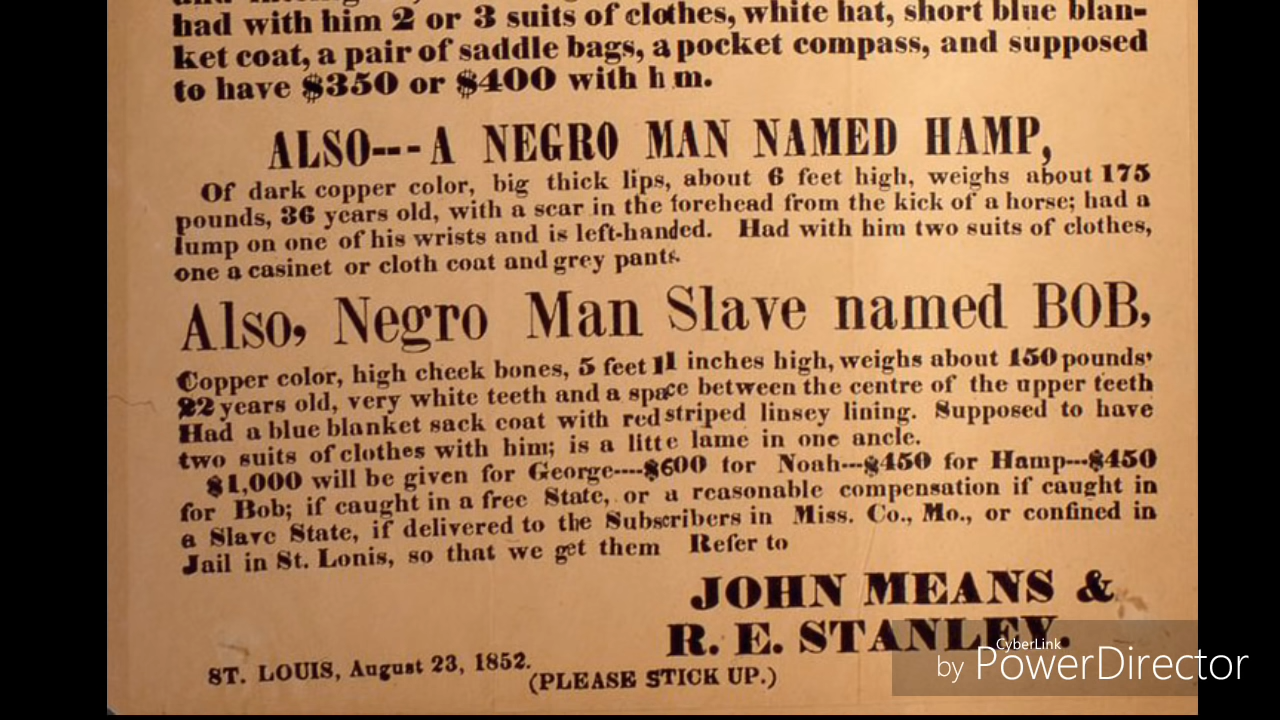 had with him 2 or 3 suits of clothes, white hat, short blue blan-
ket coat, a pair of saddle bags, a pocket compass, and supposed
to have $350 or $400 with h m.
ALSO---A NEGRO MAN NAMED HAMP,
Of dark copper color, big thick lips, about 6 feet high, weighs about 175
pounds, 36 years old, with a scar in the forehead from the kick of a horse; had a
lump on one of his wrists and is left-handed. Had with him two suits of clothes,
one a casinet or cloth coat and grey pants.
Also, Negro Man Slave named BOB,
Copper color, high cheek bones, 5 feet 11 inches high, weighs about 150 pounds,
22 years old, very white teeth and a space between the centre of the upper teeth
Had a blue blanket sack coat with red striped linsey lining. Supposed to have
two suits of clothes with him; is a litte lame in one ancle.
$1,000 will be given for George----$600 for Noah---$450 for Hamp---$450
for Bob; if caught in a free State, or a reasonable compensation if caught in
a Slave State, if delivered to the Subscribers in Miss. Co., Mo., or confined in
Jail in St. Lonis, so that we get them Refer to
JOHN MEANS &
R. E. STANLEY.
ST. LOUIS, August 23, 1852.
(PLEASE STICK UP.)
CyberLink
by PowerDirector